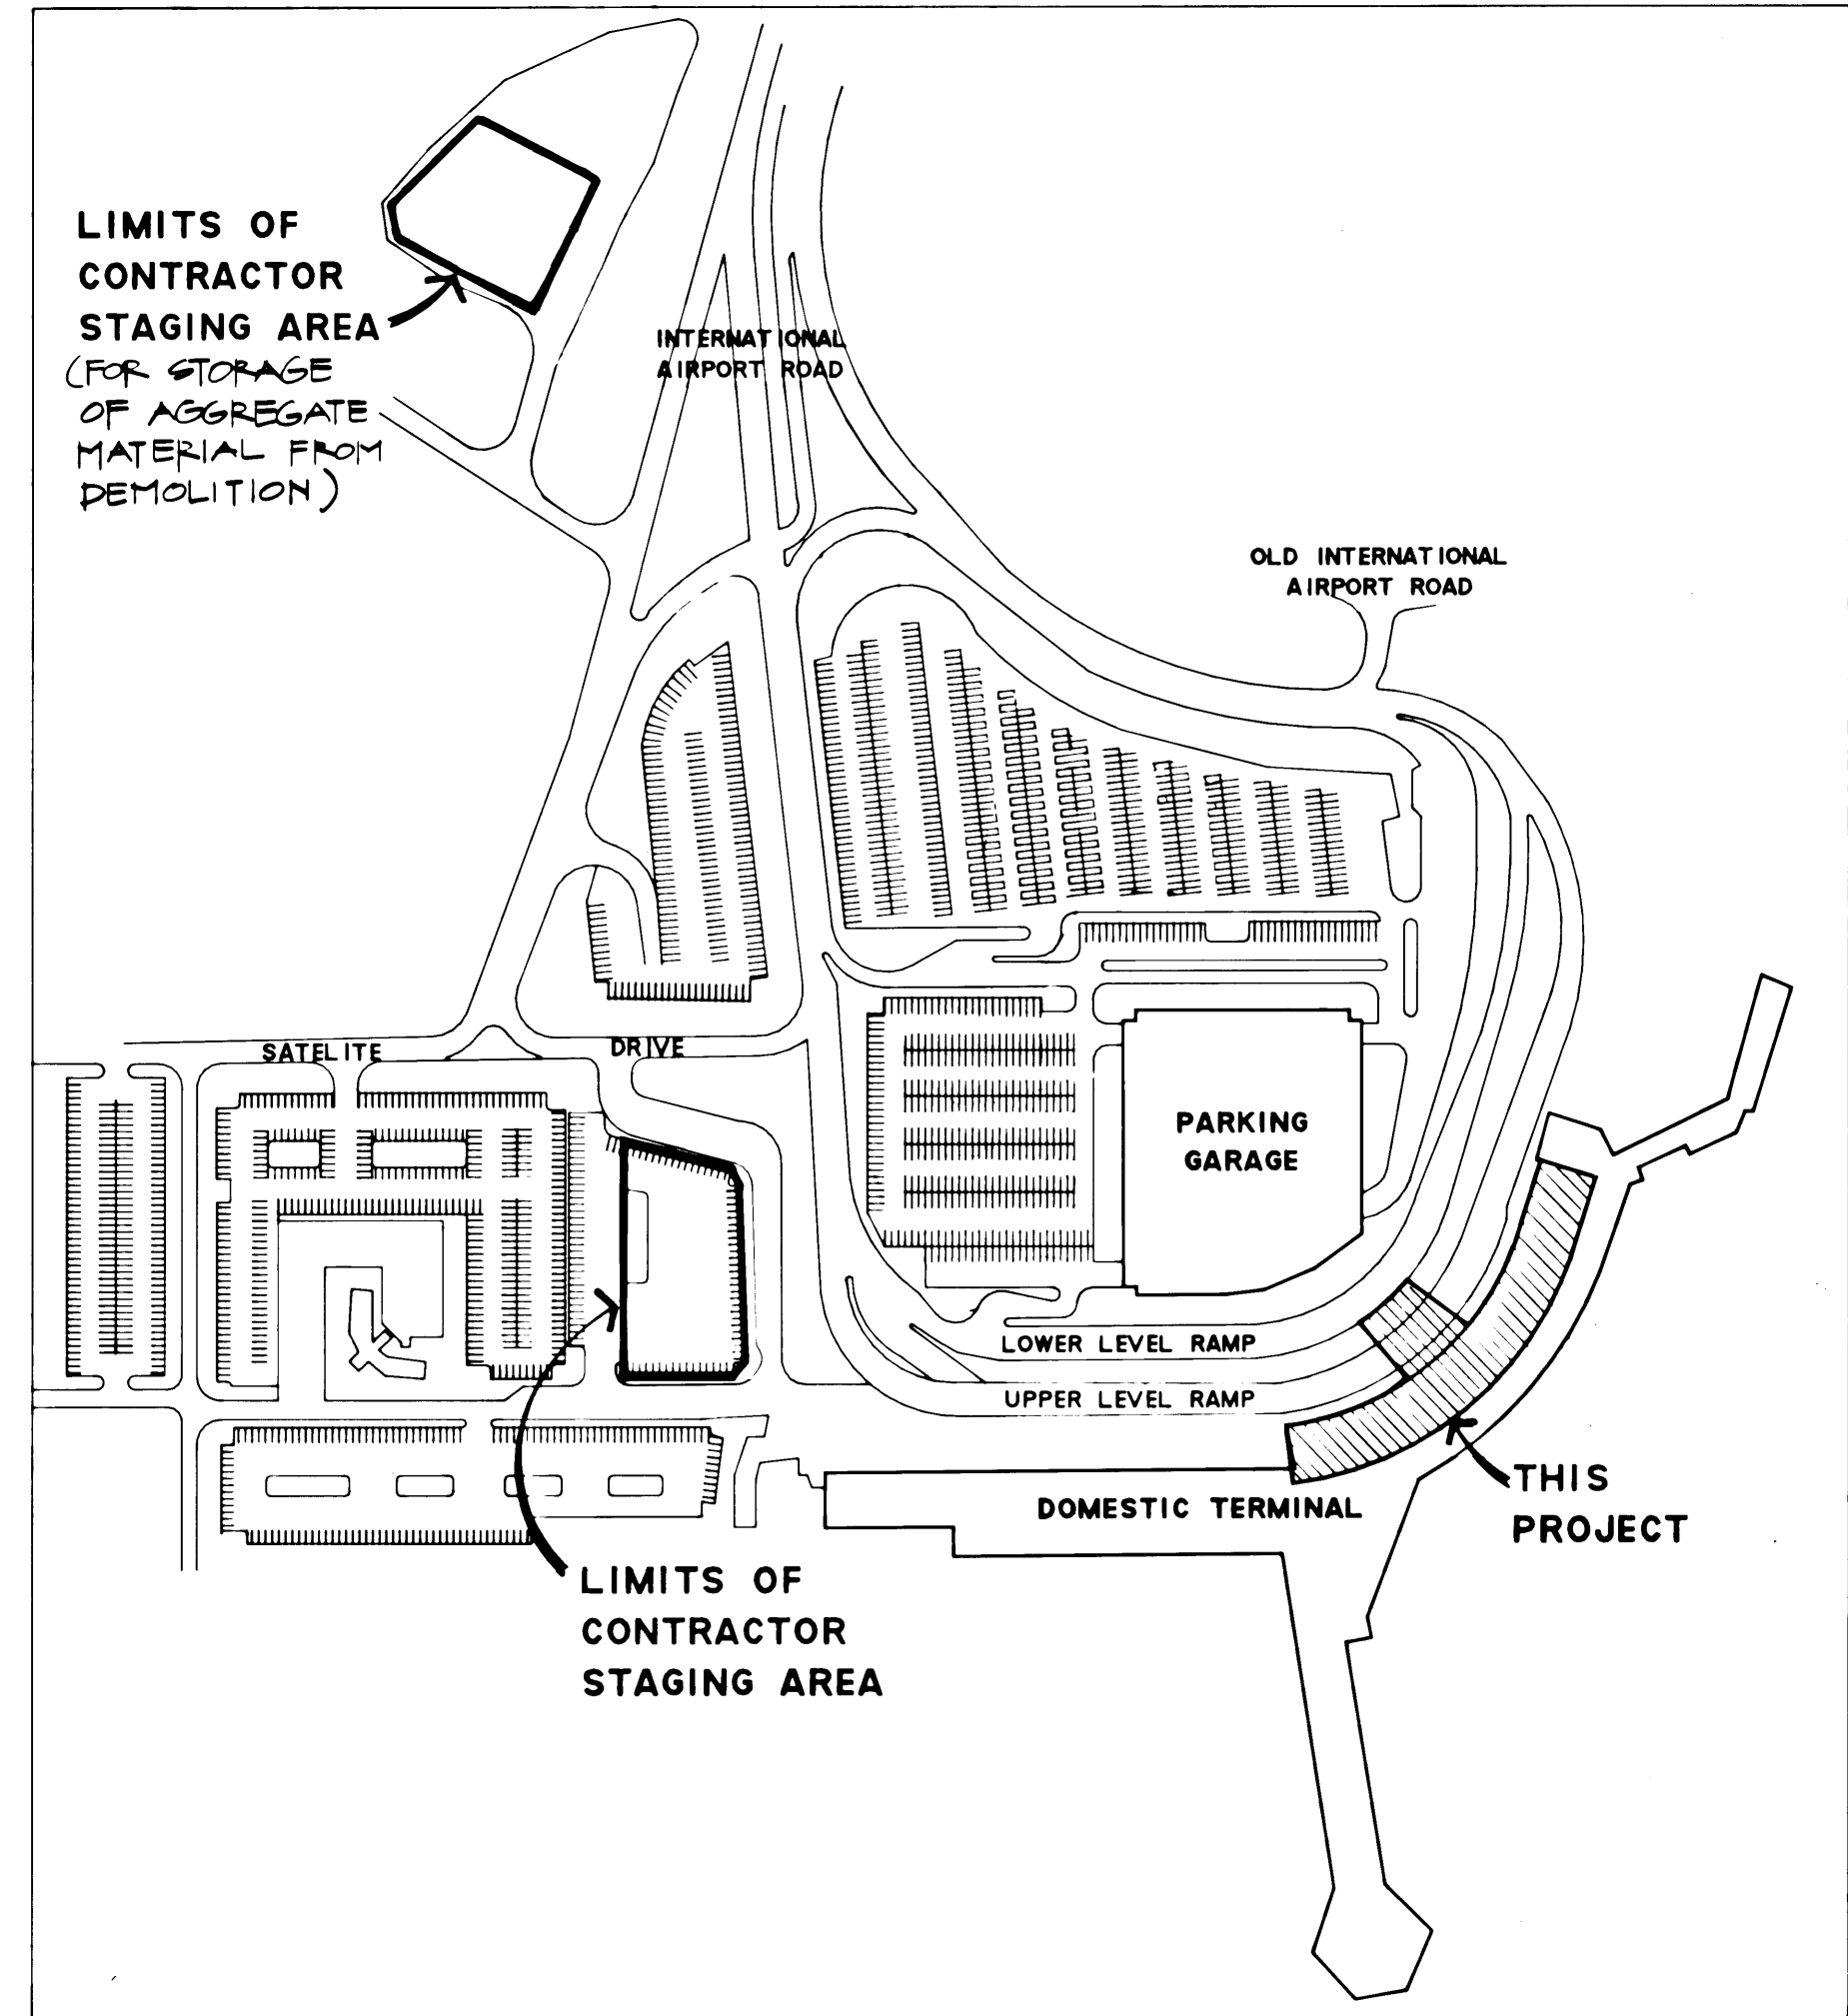 LIMITS OF
CONTRACTOR
STAGING AREA
(FOR STORAGE
OF AGGREGATE
MATERIAL FROM
DEMOLITION)
INTERNATIONAL
AIRPORT ROAD
OLD INTERNATIONAL
AIRPORT ROAD
SATELITE DRIVE
PARKING
GARAGE
LOWER LEVEL RAMP
UPPER LEVEL RAMP
DOMESTIC TERMINAL
THIS
PROJECT
LIMITS OF
CONTRACTOR
STAGING AREA